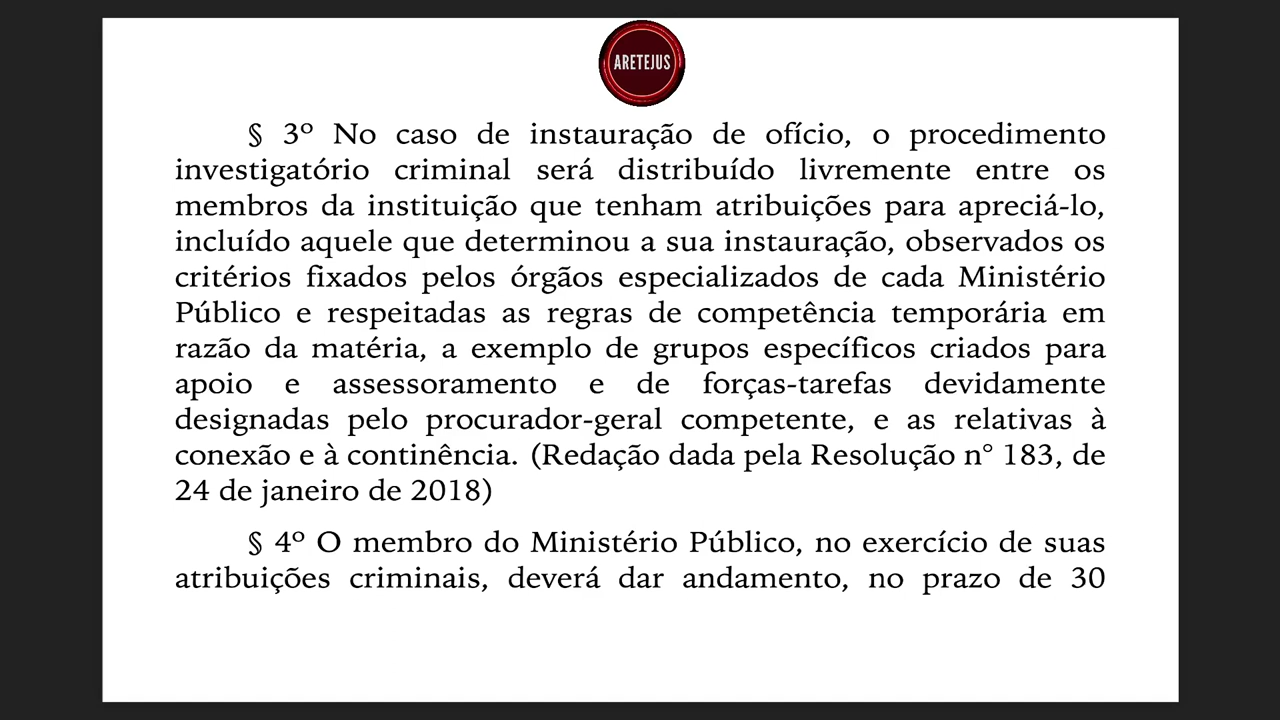 ARETEJUS
§ 3º No caso de instauração de ofício, o procedimento
investigatório criminal será distribuído livremente entre os
membros da instituição que tenham atribuições para apreciá-lo,
incluído aquele que determinou a sua instauração, observados os
critérios fixados pelos órgãos especializados de cada Ministério
Público e respeitadas as regras de competência temporária em
razão da matéria, a exemplo de grupos específicos criados para
apoio e assessoramento e de forças-tarefas devidamente
designadas pelo procurador-geral competente, e as relativas à
conexão e à continência. (Redação dada pela Resolução n° 183, de
24 de janeiro de 2018)
§ 4º O membro do Ministério Público, no exercício de suas
atribuições criminais, deverá dar andamento, no prazo de 30